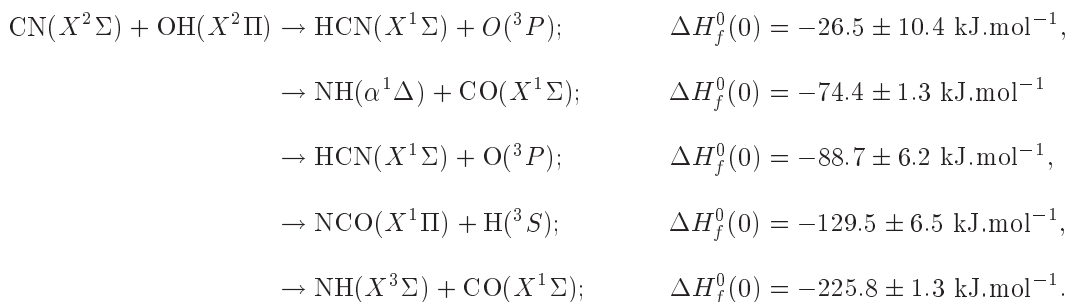 CN(X²Σ) + OH(X²Π) → HCN(X¹Σ) + O(³P); ΔH⁰_f(0) = −26.5 ± 10.4 kJ.mol⁻¹,
→ NH(α¹Δ) + CO(X¹Σ); ΔH⁰_f(0) = −74.4 ± 1.3 kJ.mol⁻¹
→ HCN(X¹Σ) + O(³P); ΔH⁰_f(0) = −88.7 ± 6.2 kJ.mol⁻¹,
→ NCO(X¹Π) + H(³S); ΔH⁰_f(0) = −129.5 ± 6.5 kJ.mol⁻¹,
→ NH(X³Σ) + CO(X¹Σ); ΔH⁰_f(0) = −225.8 ± 1.3 kJ.mol⁻¹.